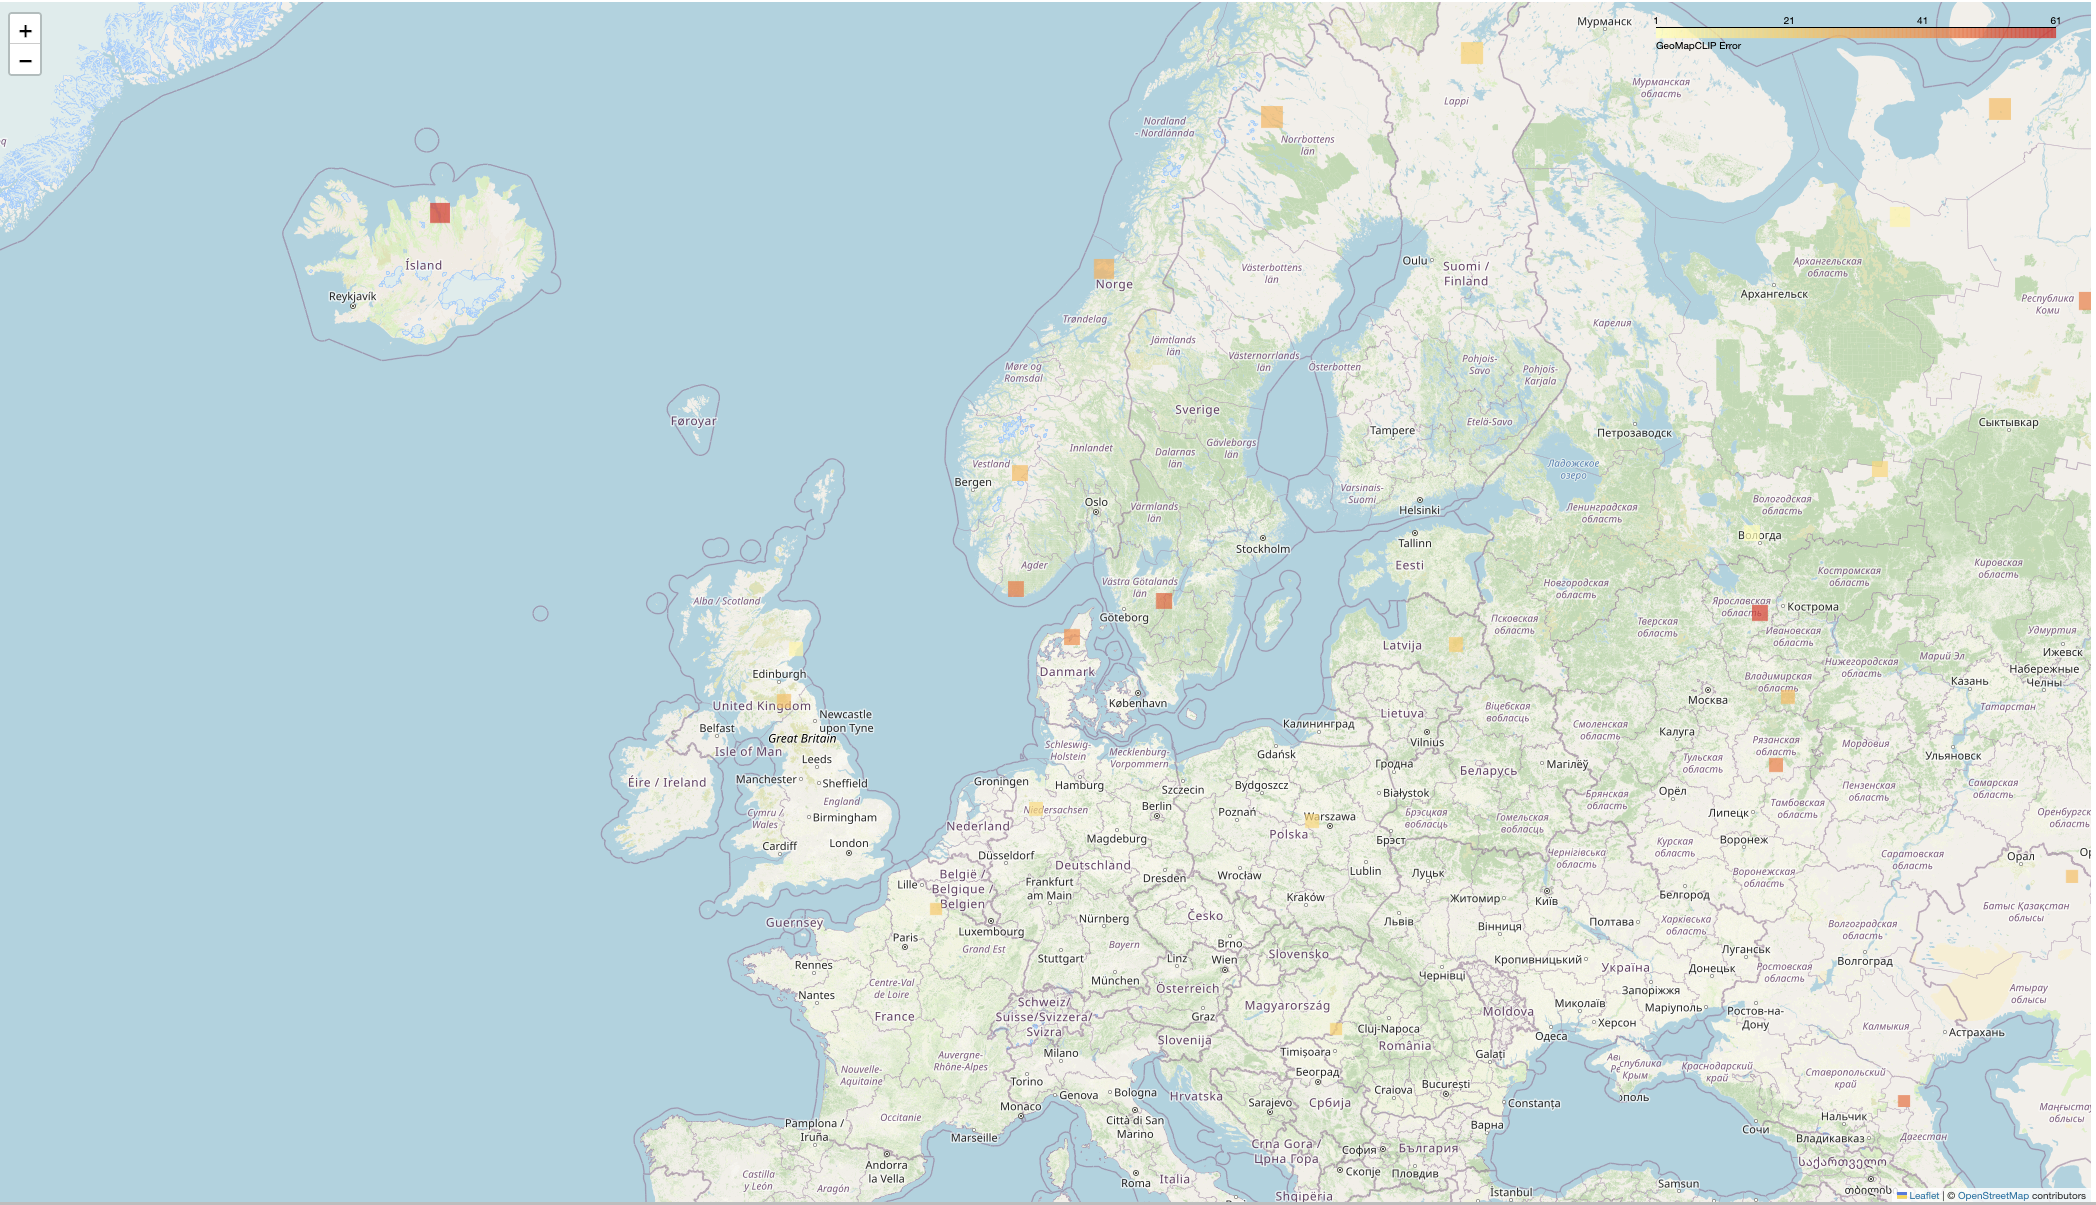 +
−
Мурманск
1
21
41
61
GeoMapCLIP Error
Мурманская
область
Lappi
Nordland
- Nordlánnda
Norrbottens
län
Ísland
Reykjavík
Norge
Västerbottens
län
Oulu
Suomi /
Finland
Архангельская
область
Архангельск
Республика
Коми
Trøndelag
Карелия
Jämtlands
län
Västernorrlands
län
Österbotten
Pohjois-
Savo
Pohjois-
Karjala
Møre og
Romsdal
Føroyar
Sverige
Etelä-Savo
Tampere
Петрозаводск
Сыктывкар
Innlandet
Dalarnas
län
Gävleborgs
län
Vestland
Bergen
Ладожское
озеро
Varsinais-
Suomi
Oslo
Värmlands
län
Helsinki
Ленинградская
область
Вологодская
область
Вологда
Stockholm
Tallinn
Eesti
Agder
Västra Götalands
län
Новгородская
область
Костромская
область
Кировская
область
Alba / Scotland
Göteborg
Псковская
область
Ярославская
область
Кострома
Тверская
область
Ивановская
область
Удмуртия
Latvija
Ижевск
Edinburgh
Danmark
Нижегородская
область
Марий Эл
Набережные
Челны
Казань
Владимирская
область
Москва
Татарстан
United Kingdom
København
Newcastle
upon Tyne
Belfast
Great Britain
Isle of Man
Калининград
Lietuva
Віцебская
вобласць
Смоленская
область
Калуга
Vilnius
Рязанская
область
Мордовия
Ульяновск
Leeds
Schleswig-
Holstein
Mecklenburg-
Vorpommern
Gdańsk
Гродна
Беларусь
Магілёў
Тульская
область
Éire / Ireland
Manchester
Sheffield
Groningen
Hamburg
Szczecin
Bydgoszcz
Białystok
Орёл
Брянская
область
Пензенская
область
Самарская
область
England
Cymru /
Wales
Birmingham
Niedersachsen
Berlin
Poznań
Warszawa
Брэсцкая
вобласць
Гомельская
вобласць
Липецк
Тамбовская
область
Оренбургс
облас
Nederland
Polska
Magdeburg
Брэст
Воронеж
Cardiff
London
Düsseldorf
Deutschland
Чернігівська
область
Курская
область
Саратовская
область
Орал
Ор
Lille
België /
Belgique /
Belgien
Frankfurt
am Main
Dresden
Wrocław
Lublin
Луцьк
Воронежская
область
Kraków
Житомир
Київ
Белгород
Батыс Қазақстан
облысы
Guernsey
Nürnberg
Česko
Львів
Вінниця
Полтава
Харківська
область
Волгоградская
область
Paris
Luxembourg
Grand Est
Bayern
Brno
Wien
Slovensko
Луганськ
Rennes
Stuttgart
Linz
Чернівці
Кропивницький
Україна
Донецьк
Ростовская
область
Волгоград
Centre-Val
de Loire
München
Österreich
Запоріжжя
Атырау
облысы
Nantes
Schweiz/
Suisse/Svizzera/
Svizra
Magyarország
Миколаїв
Маріуполь
Ростов-на-
Дону
France
Graz
Cluj-Napoca
Moldova
Херсон
Одеса
Калмыкия
Астрахань
Slovenija
România
Milano
Timișoara
Galați
Auvergne-
Rhône-Alpes
Nouvelle-
Aquitaine
Torino
Београд
Краснодарский
край
Ставропольский
край
Крым
Genova
Bologna
Hrvatska
Craiova
București
Србија
Constanța
ополь
Monaco
Sarajevo
Маңғыстау
облысы
Occitanie
Città di San
Marino
Нальчик
Pamplona /
Iruña
Marseille
Варна
Сочи
Владикавказ
Дагестан
Crna Gora /
Црна Гора
София
България
Andorra
la Vella
Скопје
Пловдив
საქართველო
Castilla
y León
Aragón
Roma
Italia
Samsun
İstanbul
Shqipëria
თბილისი
Leaflet | © OpenStreetMap contributors